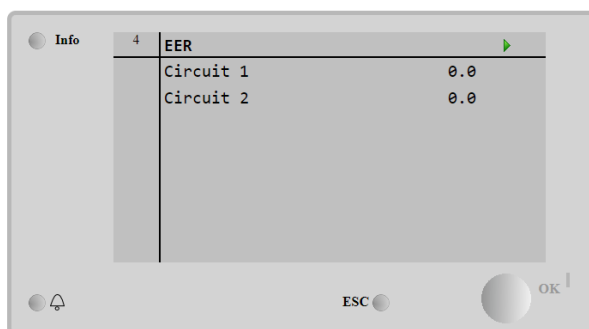 Info
4 EER
Circuit 1 0.0
Circuit 2 0.0
ESC
OK